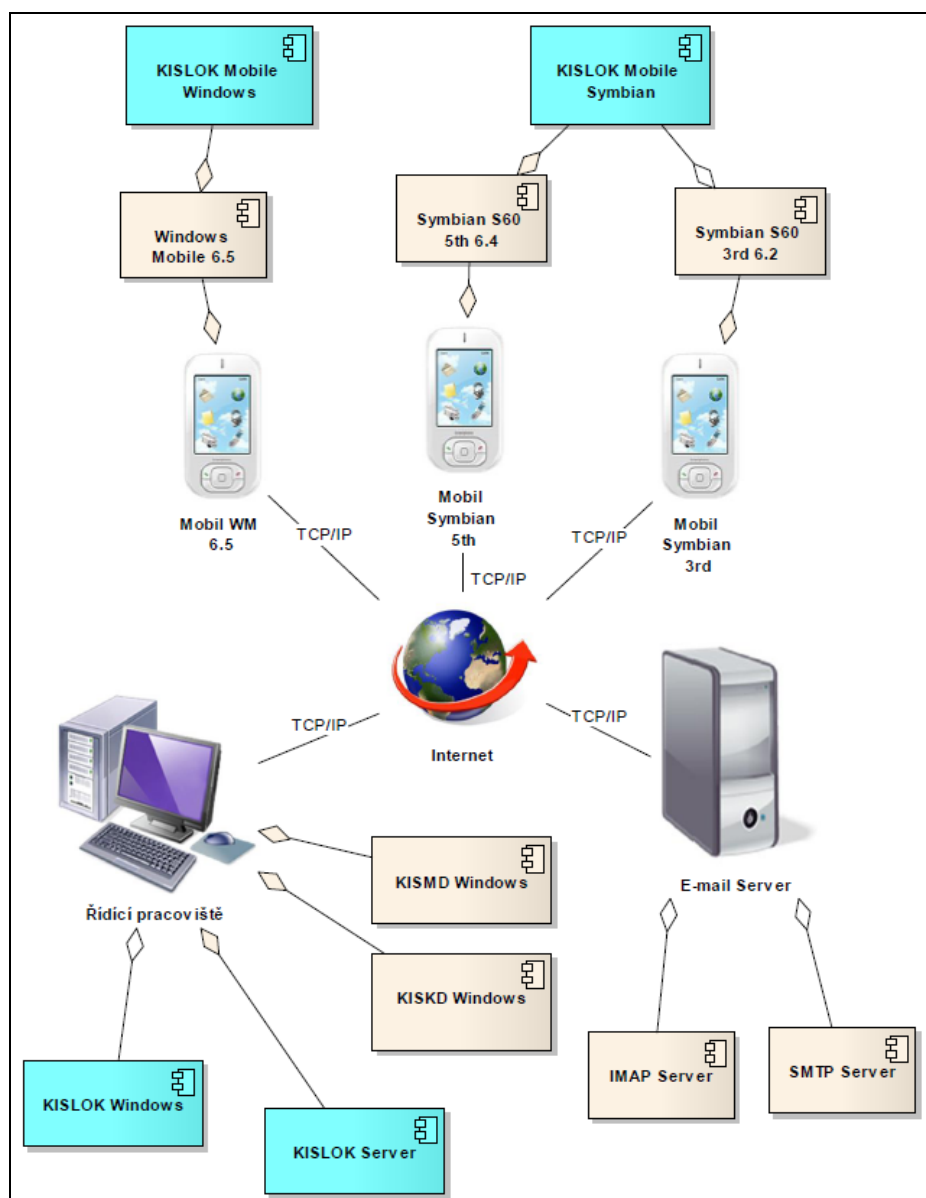 KISLOK Mobile
Windows
KISLOK Mobile
Symbian
Windows
Mobile 6.5
Symbian S60
5th 6.4
Symbian S60
3rd 6.2
Mobil WM
6.5
Mobil
Symbian
5th
Mobil
Symbian
3rd
TCP/IP
TCP/IP
TCP/IP
TCP/IP
TCP/IP
Internet
Řídící pracoviště
KISMD Windows
E-mail Server
KISKD Windows
KISLOK Windows
KISLOK Server
IMAP Server
SMTP Server